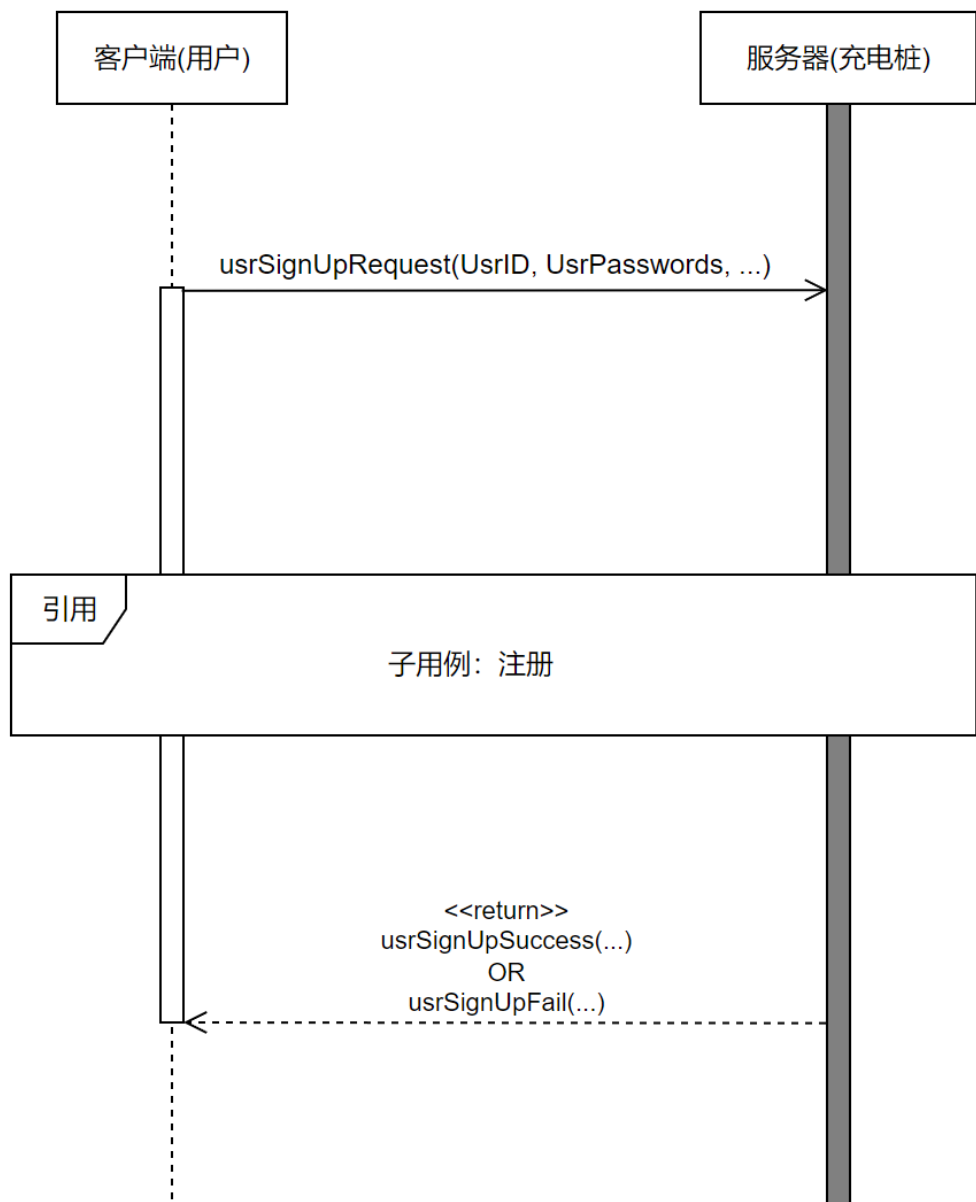 客户端(用户)
服务器(充电桩)
usrSignUpRequest(UsrID, UsrPasswords, ...)
引用
子用例：注册
<<return>>
usrSignUpSuccess(...)
OR
usrSignUpFail(...)